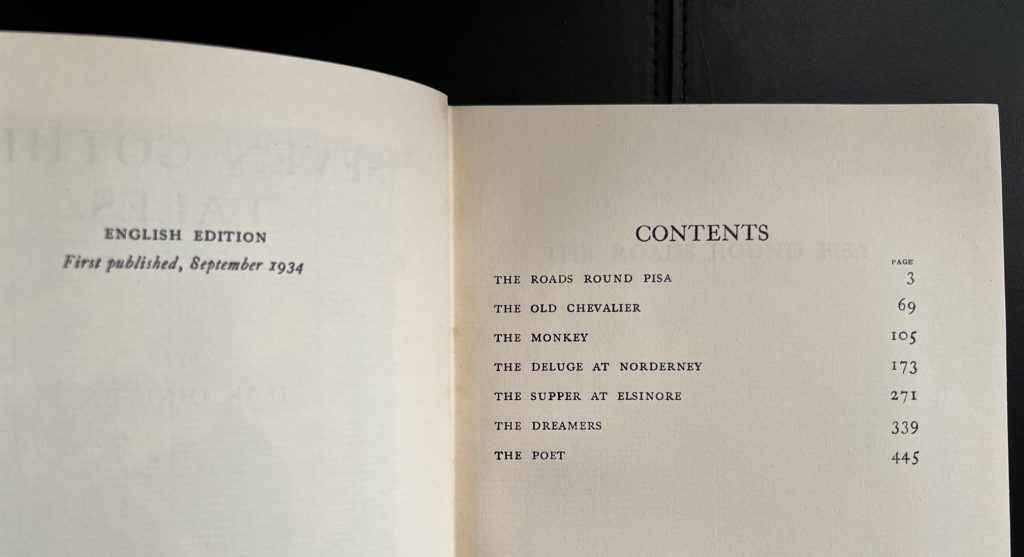 ENGLISH EDITION
First published, September 1934
CONTENTS
PAGE
THE ROADS ROUND PISA 3
THE OLD CHEVALIER 69
THE MONKEY 105
THE DELUGE AT NORDERNEY 173
THE SUPPER AT ELSINORE 271
THE DREAMERS 339
THE POET 445